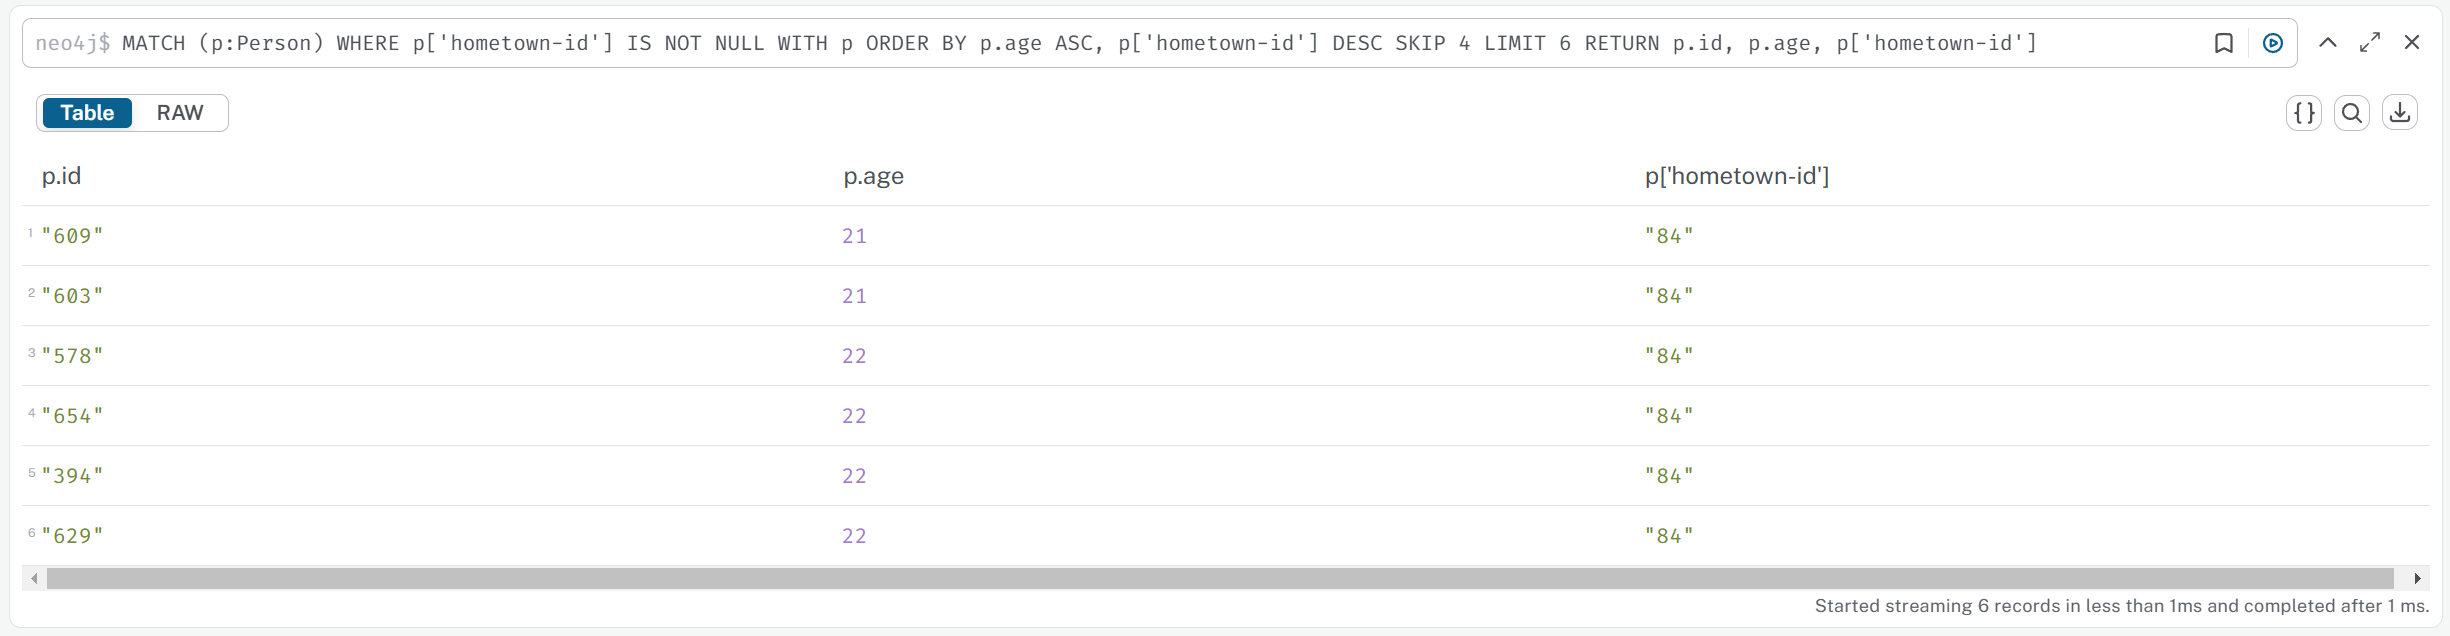 neo4j$ MATCH (p:Person) WHERE p['hometown-id'] IS NOT NULL WITH p ORDER BY p.age ASC, p['hometown-id'] DESC SKIP 4 LIMIT 6 RETURN p.id, p.age, p['hometown-id']
Table RAW
p.id p.age p['hometown-id']
1 "609" 21 "84"
2 "603" 21 "84"
3 "578" 22 "84"
4 "654" 22 "84"
5 "394" 22 "84"
6 "629" 22 "84"
Started streaming 6 records in less than 1ms and completed after 1 ms.